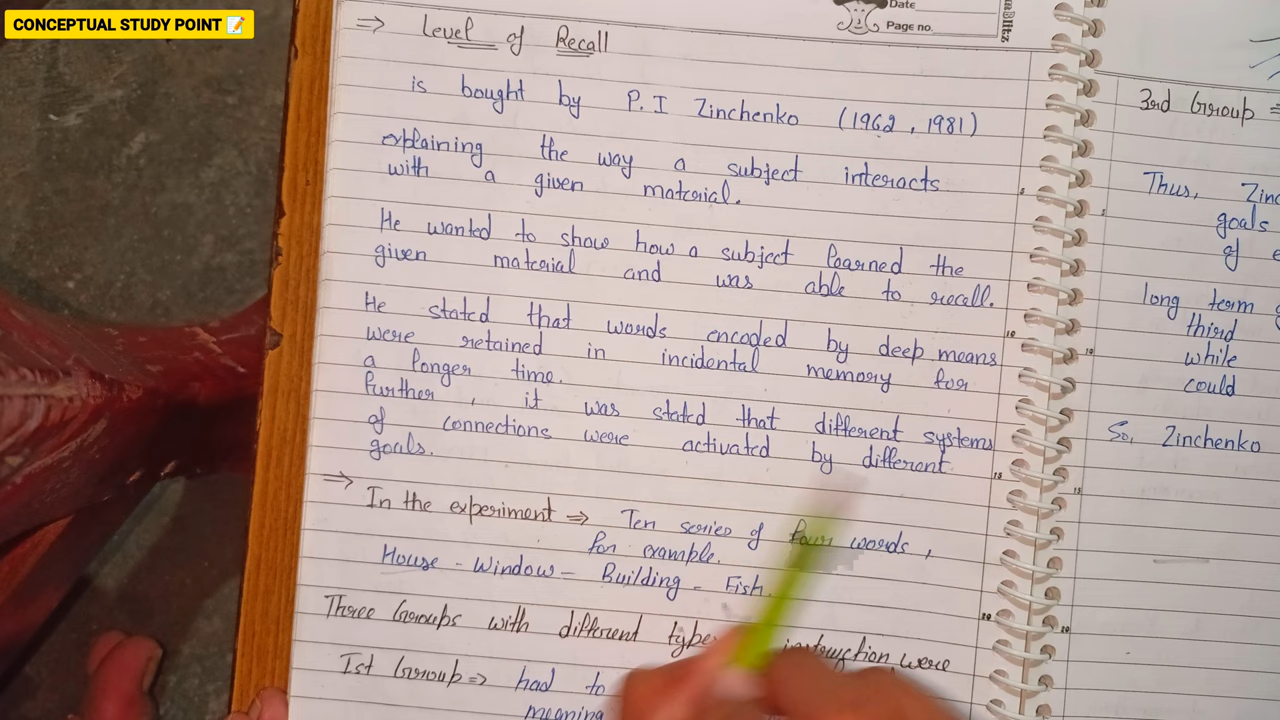 CONCEPTUAL STUDY POINT 📝
Date
Page no.
⇒ Level of Recall
is bought by P. I Zinchenko (1962, 1981)
explaining the way a subject interacts
with a given material.
He wanted to show how a subject learned the
given material and was able to recall.
He stated that words encoded by deep means
were retained in incidental memory for
a longer time.
Further, it was stated that different systems
of connections were activated by different
goals.
⇒ In the experiment ⇒ Ten series of four words,
for example.
House - Window - Building - Fish.
Three Groups with different type instruction were
Ist Group ⇒ had to
meaning
3rd Group =
Thus,
goals
of
long term
third
while
could
So, Zinchenko